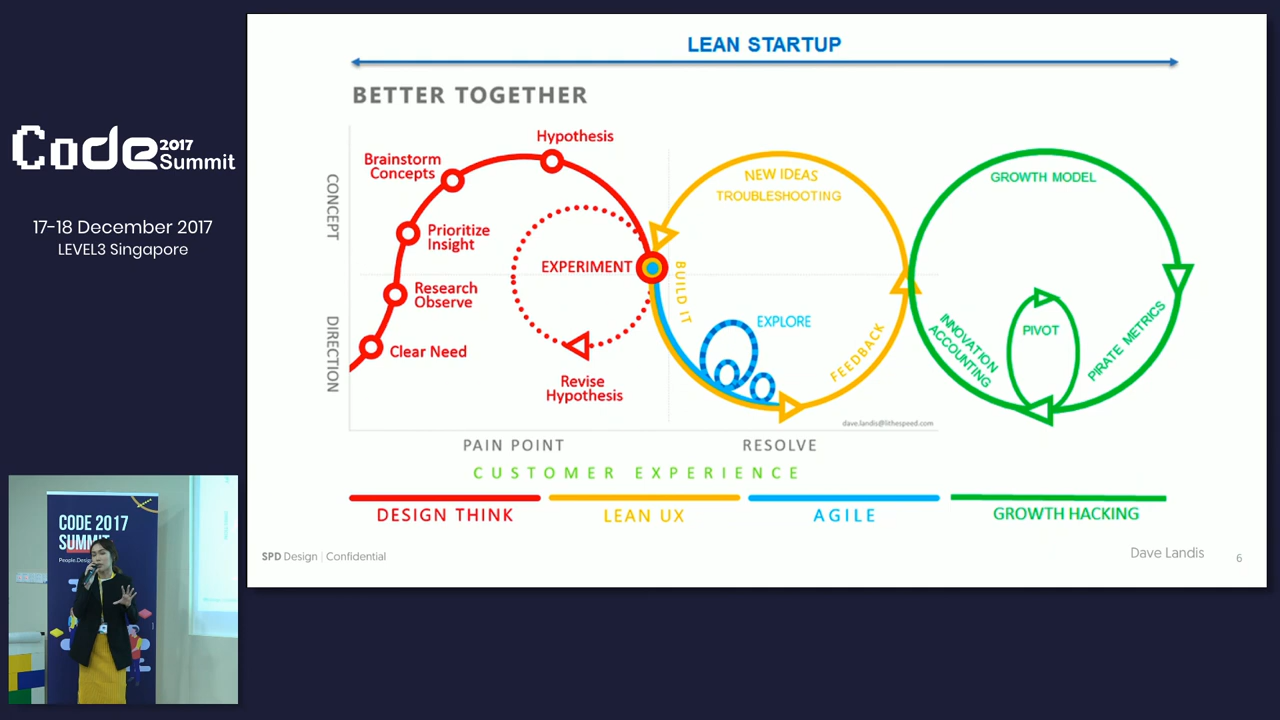 Code 2017 Summit
17-18 December 2017
LEVEL3 Singapore
LEAN STARTUP
BETTER TOGETHER
CONCEPT
DIRECTION
Hypothesis
Brainstorm
Concepts
Prioritize
Insight
Research
Observe
Clear Need
EXPERIMENT
Revise
Hypothesis
NEW IDEAS
TROUBLESHOOTING
BUILD IT
EXPLORE
FEEDBACK
GROWTH MODEL
INNOVATION
ACCOUNTING
PIVOT
PIRATE METRICS
dave.landis@lithespeed.com
PAIN POINT
RESOLVE
CUSTOMER EXPERIENCE
DESIGN THINK
LEAN UX
AGILE
GROWTH HACKING
SPD Design | Confidential
Dave Landis
6
CODE 2017
SUMMIT